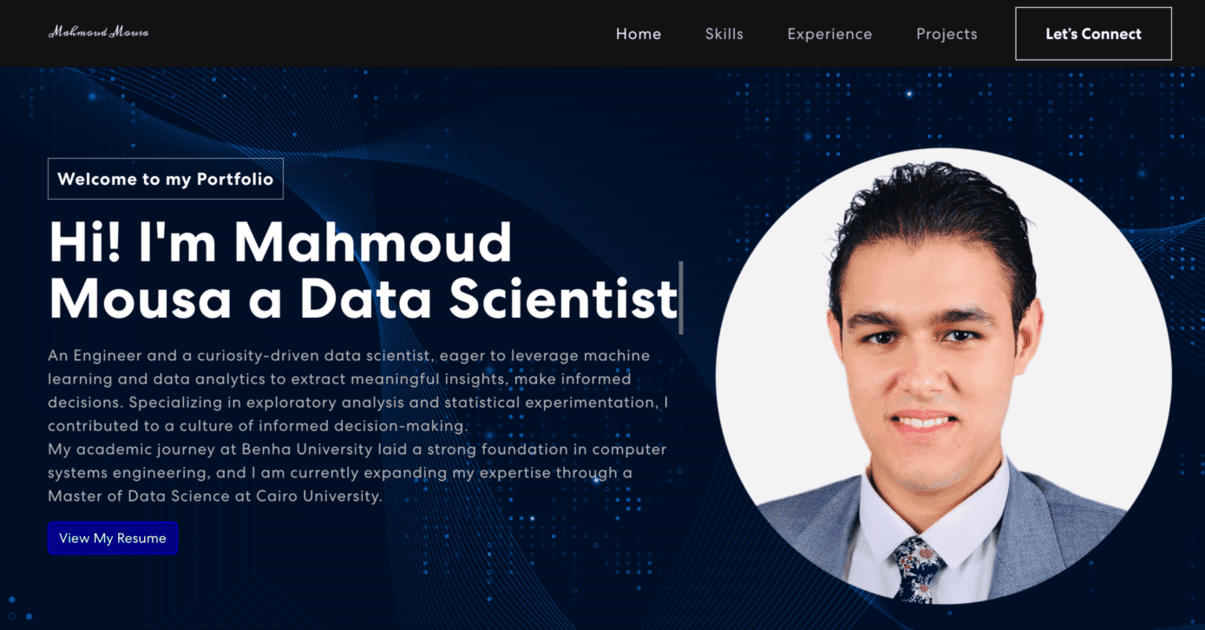 Mahmoud Mousa
Home
Skills
Experience
Projects
Let's Connect
Welcome to my Portfolio
Hi! I'm Mahmoud
Mousa a Data Scientist
An Engineer and a curiosity-driven data scientist, eager to leverage machine
learning and data analytics to extract meaningful insights, make informed
decisions. Specializing in exploratory analysis and statistical experimentation, I
contributed to a culture of informed decision-making.
My academic journey at Benha University laid a strong foundation in computer
systems engineering, and I am currently expanding my expertise through a
Master of Data Science at Cairo University.
View My Resume